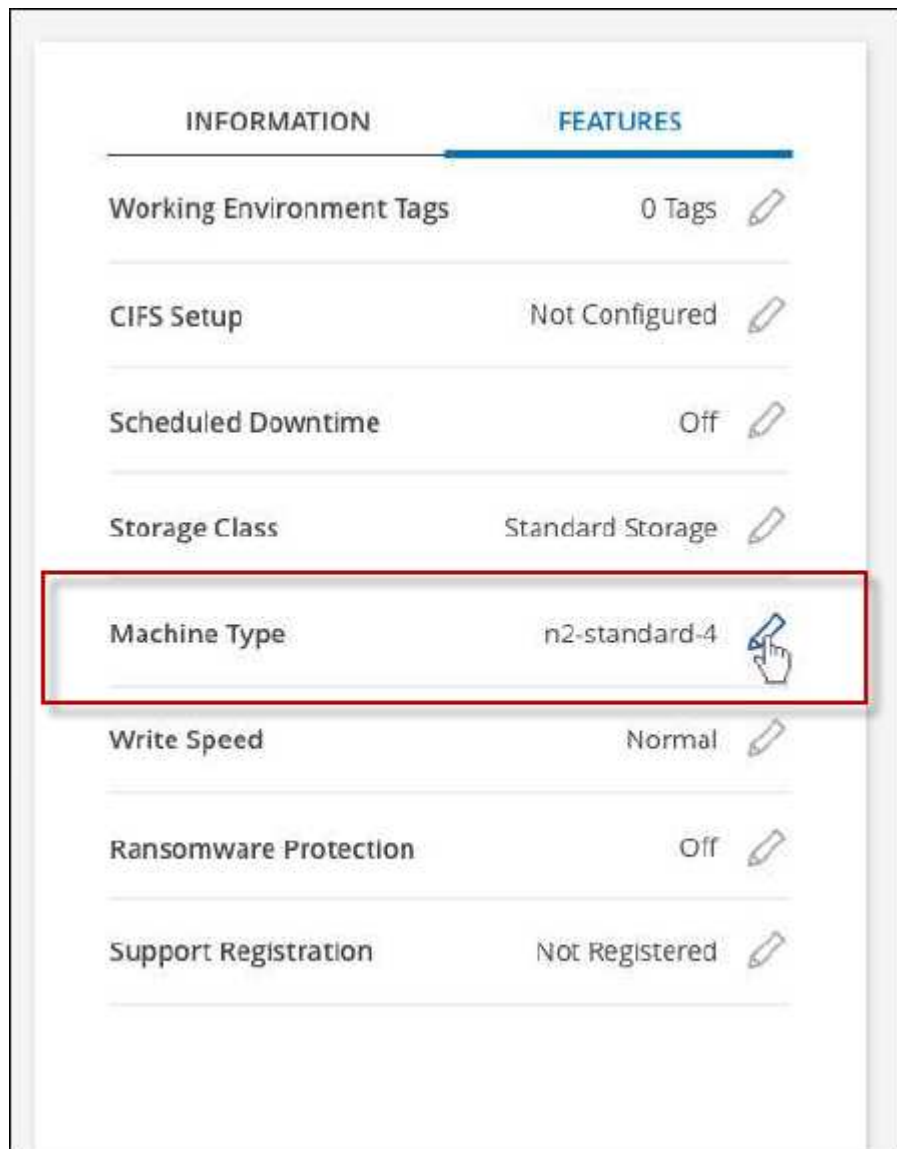 INFORMATION FEATURES
Working Environment Tags 0 Tags
CIFS Setup Not Configured
Scheduled Downtime Off
Storage Class Standard Storage
Machine Type n2-standard-4
Write Speed Normal
Ransomware Protection Off
Support Registration Not Registered